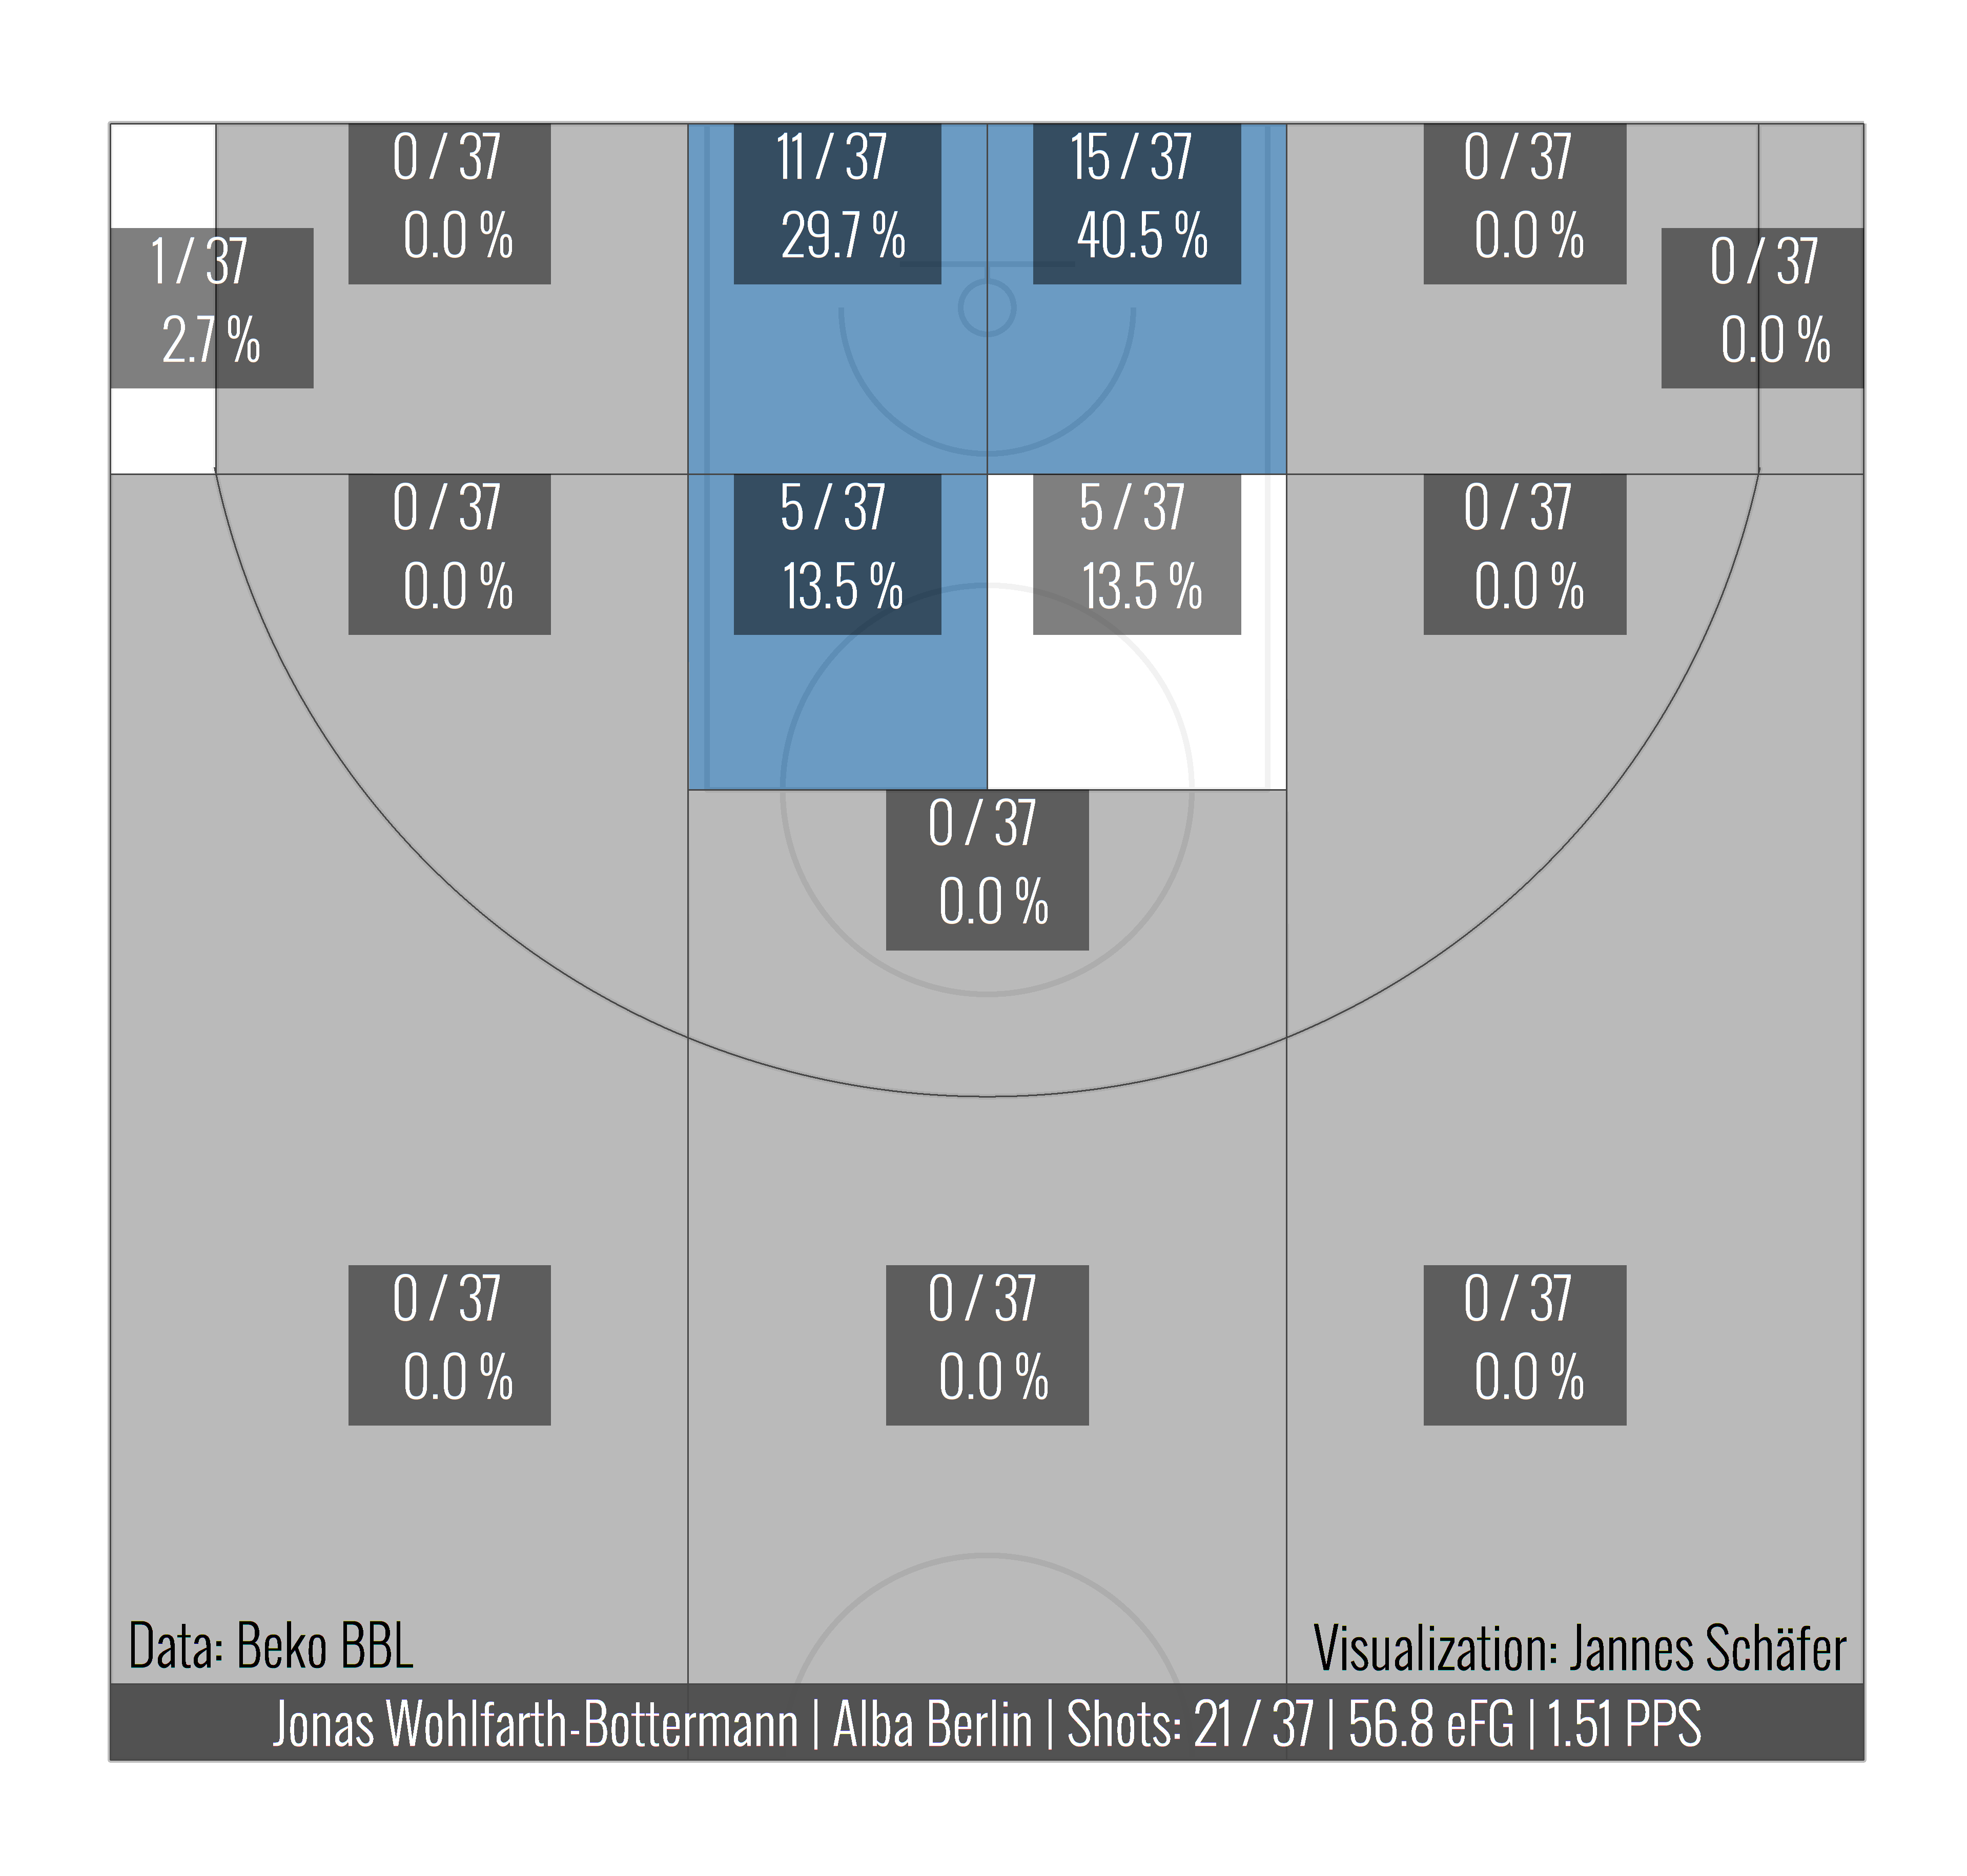 0 / 37
0.0 %
11 / 37
29.7 %
15 / 37
40.5 %
0 / 37
0.0 %
1 / 37
2.7 %
0 / 37
0.0 %
0 / 37
0.0 %
5 / 37
13.5 %
5 / 37
13.5 %
0 / 37
0.0 %
0 / 37
0.0 %
0 / 37
0.0 %
0 / 37
0.0 %
0 / 37
0.0 %
Data: Beko BBL
Visualization: Jannes Schäfer
Jonas Wohlfarth-Bottermann | Alba Berlin | Shots: 21 / 37 | 56.8 eFG | 1.51 PPS